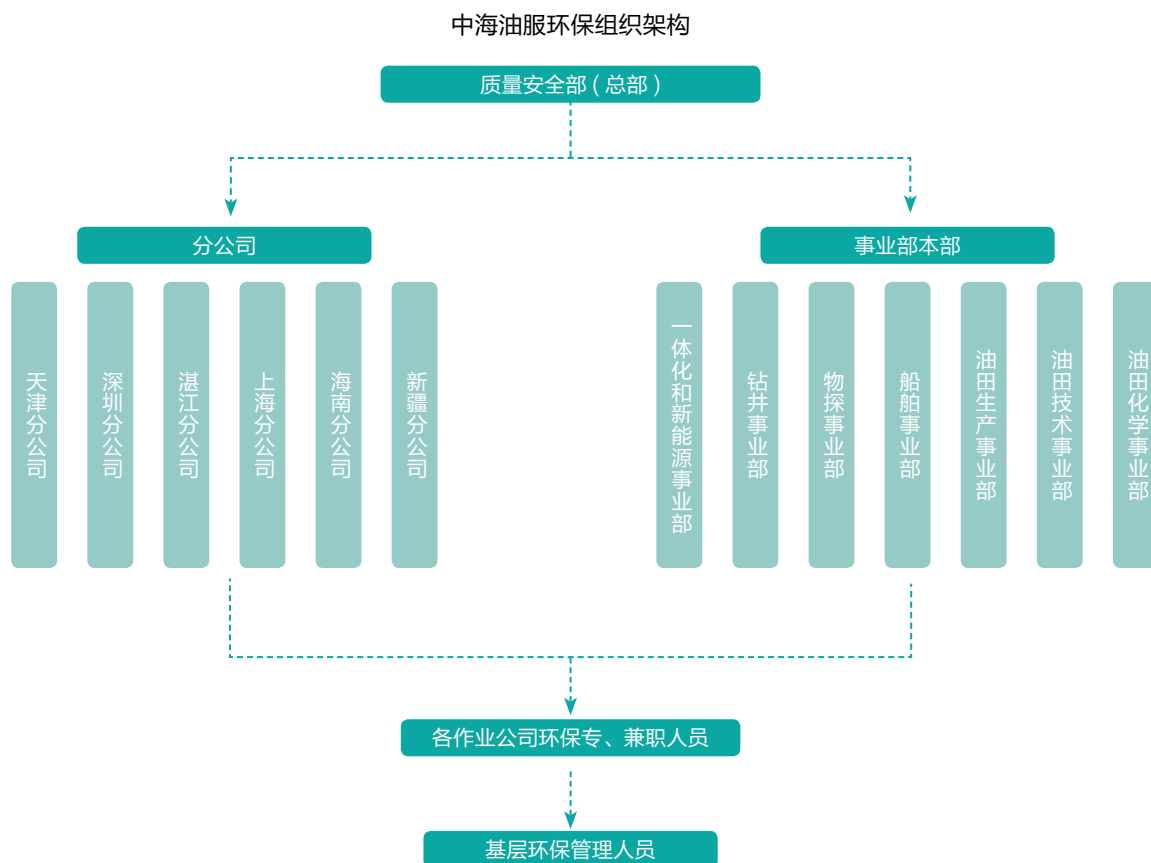 中海油服环保组织架构
质量安全部 ( 总部 )
分公司
事业部本部
天津分公司
深圳分公司
湛江分公司
上海分公司
海南分公司
新疆分公司
一体化和新能源事业部
钻井事业部
物探事业部
船舶事业部
油田生产事业部
油田技术事业部
油田化学事业部
各作业公司环保专、兼职人员
基层环保管理人员